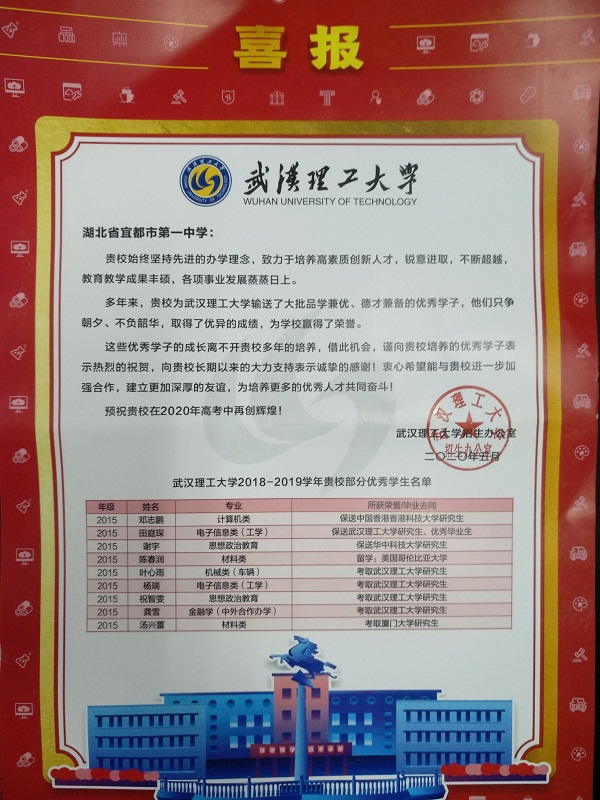 喜报
武汉理工大学
WUHAN UNIVERSITY OF TECHNOLOGY
湖北省宜都市第一中学：
贵校始终坚持先进的办学理念，致力于培养高素质创新人才，锐意进取，不断超越，
教育教学成果丰硕，各项事业发展蒸蒸日上。
多年来，贵校为武汉理工大学输送了大批品学兼优、德才兼备的优秀学子，他们只争
朝夕、不负韶华，取得了优异的成绩，为学校赢得了荣誉。
这些优秀学子的成长离不开贵校多年的培养，借此机会，谨向贵校培养的优秀学子表
示热烈的祝贺，向贵校长期以来的大力支持表示诚挚的感谢！衷心希望能与贵校进一步加
强合作，建立更加深厚的友谊，为培养更多的优秀人才共同奋斗！
预祝贵校在2020年高考中再创辉煌！
武汉理工大学招生办公室
二〇二〇年五月
武汉理工大学
招生办公室
武汉理工大学2018-2019学年贵校部分优秀学生名单
年级 姓名 专业 所获荣誉/毕业去向
2015 邓志鹏 计算机类 保送中国香港香港科技大学研究生
2015 田庭琛 电子信息类（工学） 保送武汉理工大学研究生、优秀毕业生
2015 谢宇 思想政治教育 保送华中科技大学研究生
2015 陈春润 材料类 留学：美国哥伦比亚大学
2015 叶心雨 机械类（车辆） 考取武汉理工大学研究生
2015 杨瑞 电子信息类（工学） 考取武汉理工大学研究生
2015 祝智雯 思想政治教育 考取武汉理工大学研究生
2015 龚雪 金融学（中外合作办学） 考取武汉理工大学研究生
2015 汤兴蕾 材料类 考取厦门大学研究生